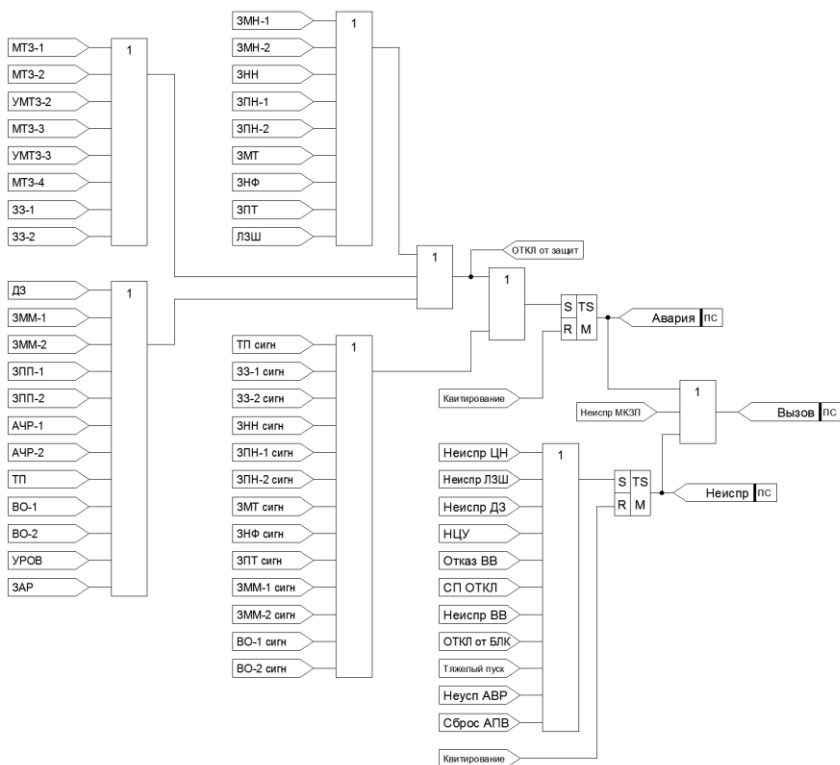 МТЗ-1
МТЗ-2
УМТЗ-2
МТЗ-3
УМТЗ-3
МТЗ-4
ЗЗ-1
ЗЗ-2
1
ЗМН-1
ЗМН-2
ЗНН
ЗПН-1
ЗПН-2
ЗМТ
ЗНФ
ЗПТ
ЛЗШ
1
ДЗ
ЗММ-1
ЗММ-2
ЗПП-1
ЗПП-2
АЧР-1
АЧР-2
ТП
ВО-1
ВО-2
УРОВ
ЗАР
1
1
ОТКЛ от защит
ТП сигн
ЗЗ-1 сигн
ЗЗ-2 сигн
ЗНН сигн
ЗПН-1 сигн
ЗПН-2 сигн
ЗМТ сигн
ЗНФ сигн
ЗПТ сигн
ЗММ-1 сигн
ЗММ-2 сигн
ВО-1 сигн
ВО-2 сигн
1
1
S TS
R M
Квитирование
Авария ПС
Неиспр МКЗП
1
Вызов ПС
Неиспр ЦН
Неиспр ЛЗШ
Неиспр ДЗ
НЦУ
Отказ ВВ
СП ОТКЛ
Неиспр ВВ
ОТКЛ от БЛК
Тяжелый пуск
Неусп АВР
Сброс АПВ
1
S TS
R M
Квитирование
Неиспр ПС